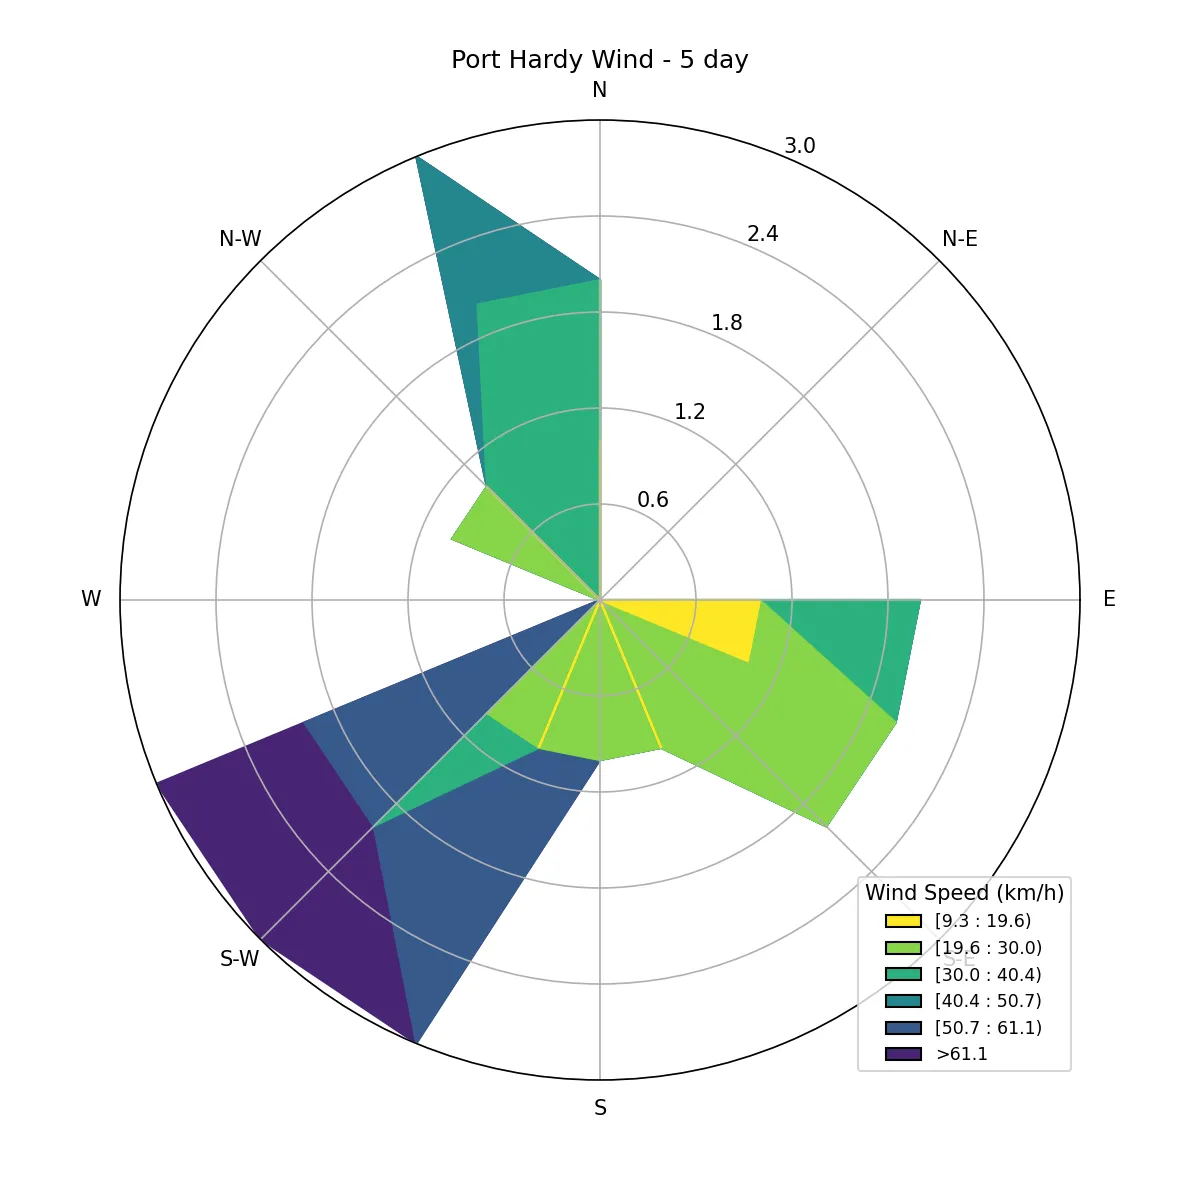 Port Hardy Wind - 5 day
N
3.0
N-W
2.4
N-E
1.8
1.2
0.6
W
E
S-W
S-E
S
Wind Speed (km/h)
[9.3 : 19.6)
[19.6 : 30.0)
[30.0 : 40.4)
[40.4 : 50.7)
[50.7 : 61.1)
>61.1